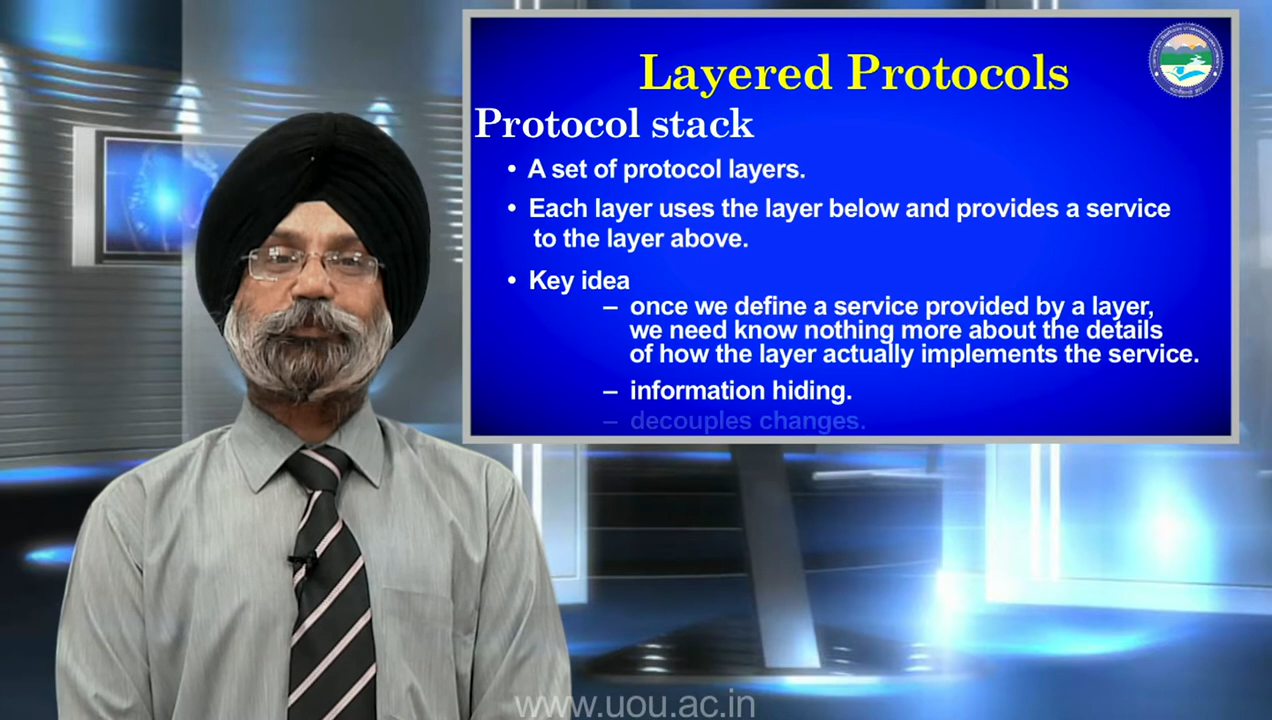 Layered Protocols
Protocol stack
• A set of protocol layers.
• Each layer uses the layer below and provides a service
to the layer above.
• Key idea
– once we define a service provided by a layer,
we need know nothing more about the details
of how the layer actually implements the service.
– information hiding.
– decouples changes.
www.uou.ac.in